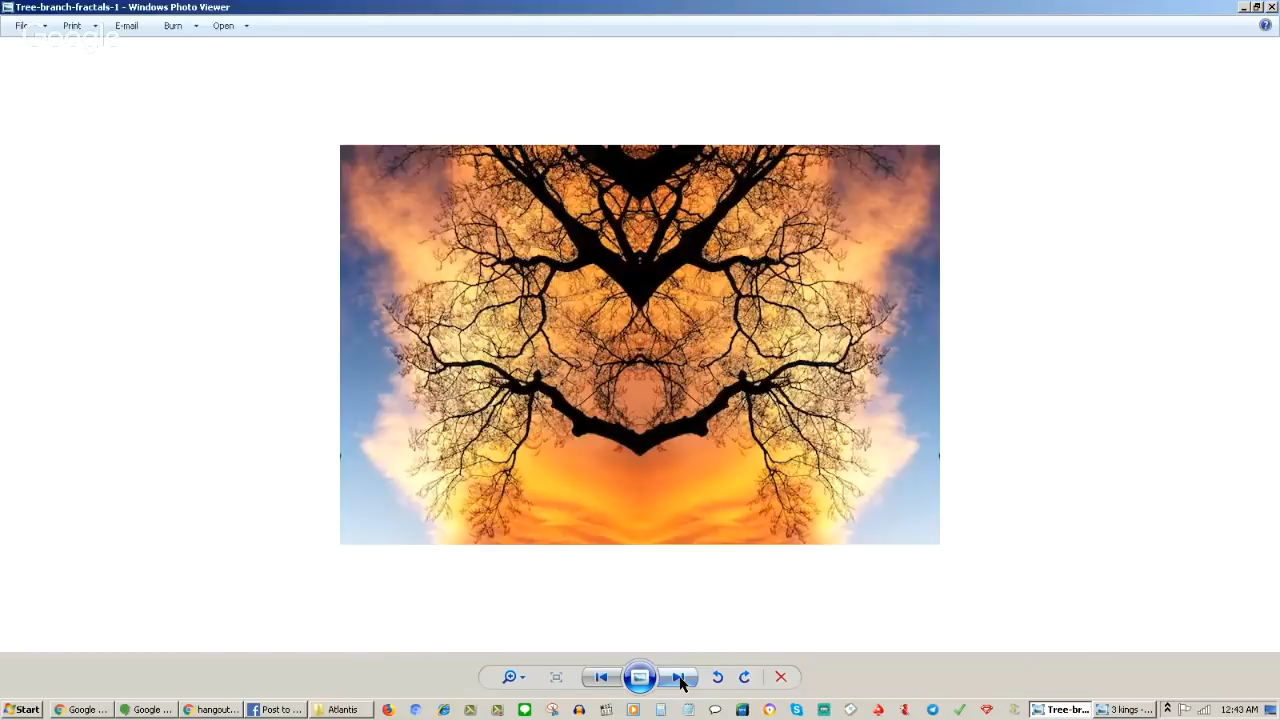 Tree-branch-fractals-1 - Windows Photo Viewer
File Print E-mail Burn Open
Google
Start Google ... Google ... hangout... Post to ... Atlantis Tree-br... 3 kings -... 12:43 AM